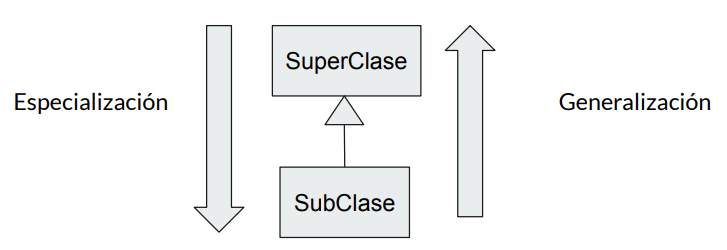 SuperClase
Especialización
Generalización
SubClase